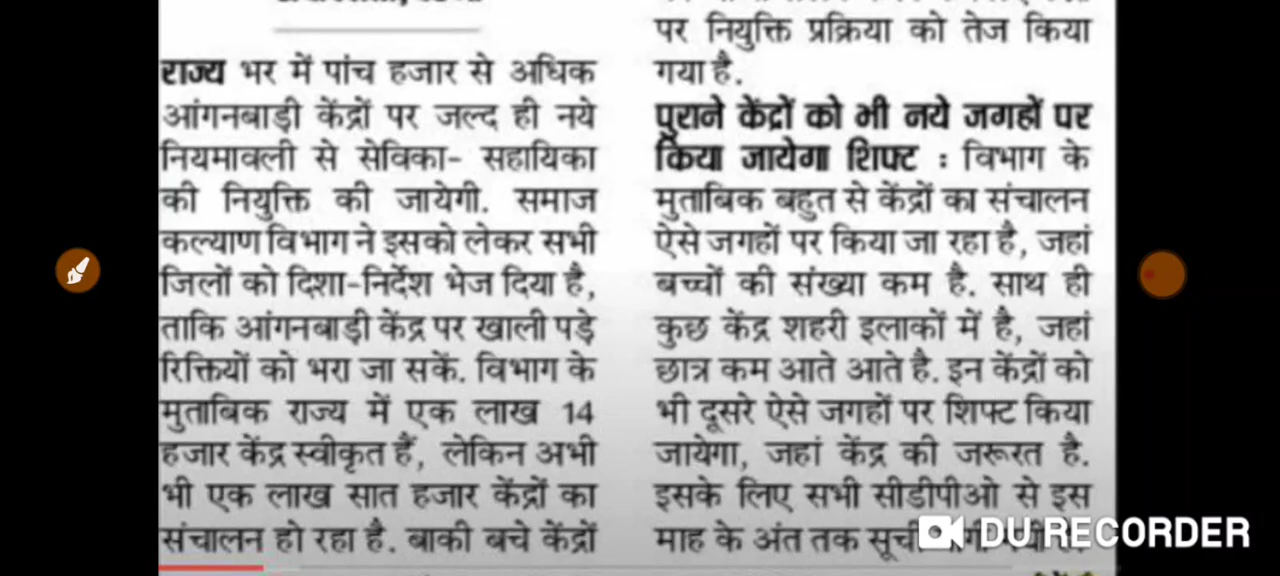 राज्य भर में पांच हजार से अधिक
आंगनबाड़ी केंद्रों पर जल्द ही नये
नियमावली से सेविका- सहायिका
की नियुक्ति की जायेगी. समाज
कल्याण विभाग ने इसको लेकर सभी
जिलों को दिशा-निर्देश भेज दिया है,
ताकि आंगनबाड़ी केंद्र पर खाली पड़े
रिक्तियों को भरा जा सकें. विभाग के
मुताबिक राज्य में एक लाख 14
हजार केंद्र स्वीकृत हैं, लेकिन अभी
भी एक लाख सात हजार केंद्रों का
संचालन हो रहा है. बाकी बचे केंद्रों
पर नियुक्ति प्रक्रिया को तेज किया
गया है.
पुराने केंद्रों को भी नये जगहों पर
किया जायेगा शिफ्ट : विभाग के
मुताबिक बहुत से केंद्रों का संचालन
ऐसे जगहों पर किया जा रहा है, जहां
बच्चों की संख्या कम है. साथ ही
कुछ केंद्र शहरी इलाकों में है, जहां
छात्र कम आते आते है. इन केंद्रों को
भी दूसरे ऐसे जगहों पर शिफ्ट किया
जायेगा, जहां केंद्र की जरूरत है.
इसके लिए सभी सीडीपीओ से इस
माह के अंत तक
DU RECORDER